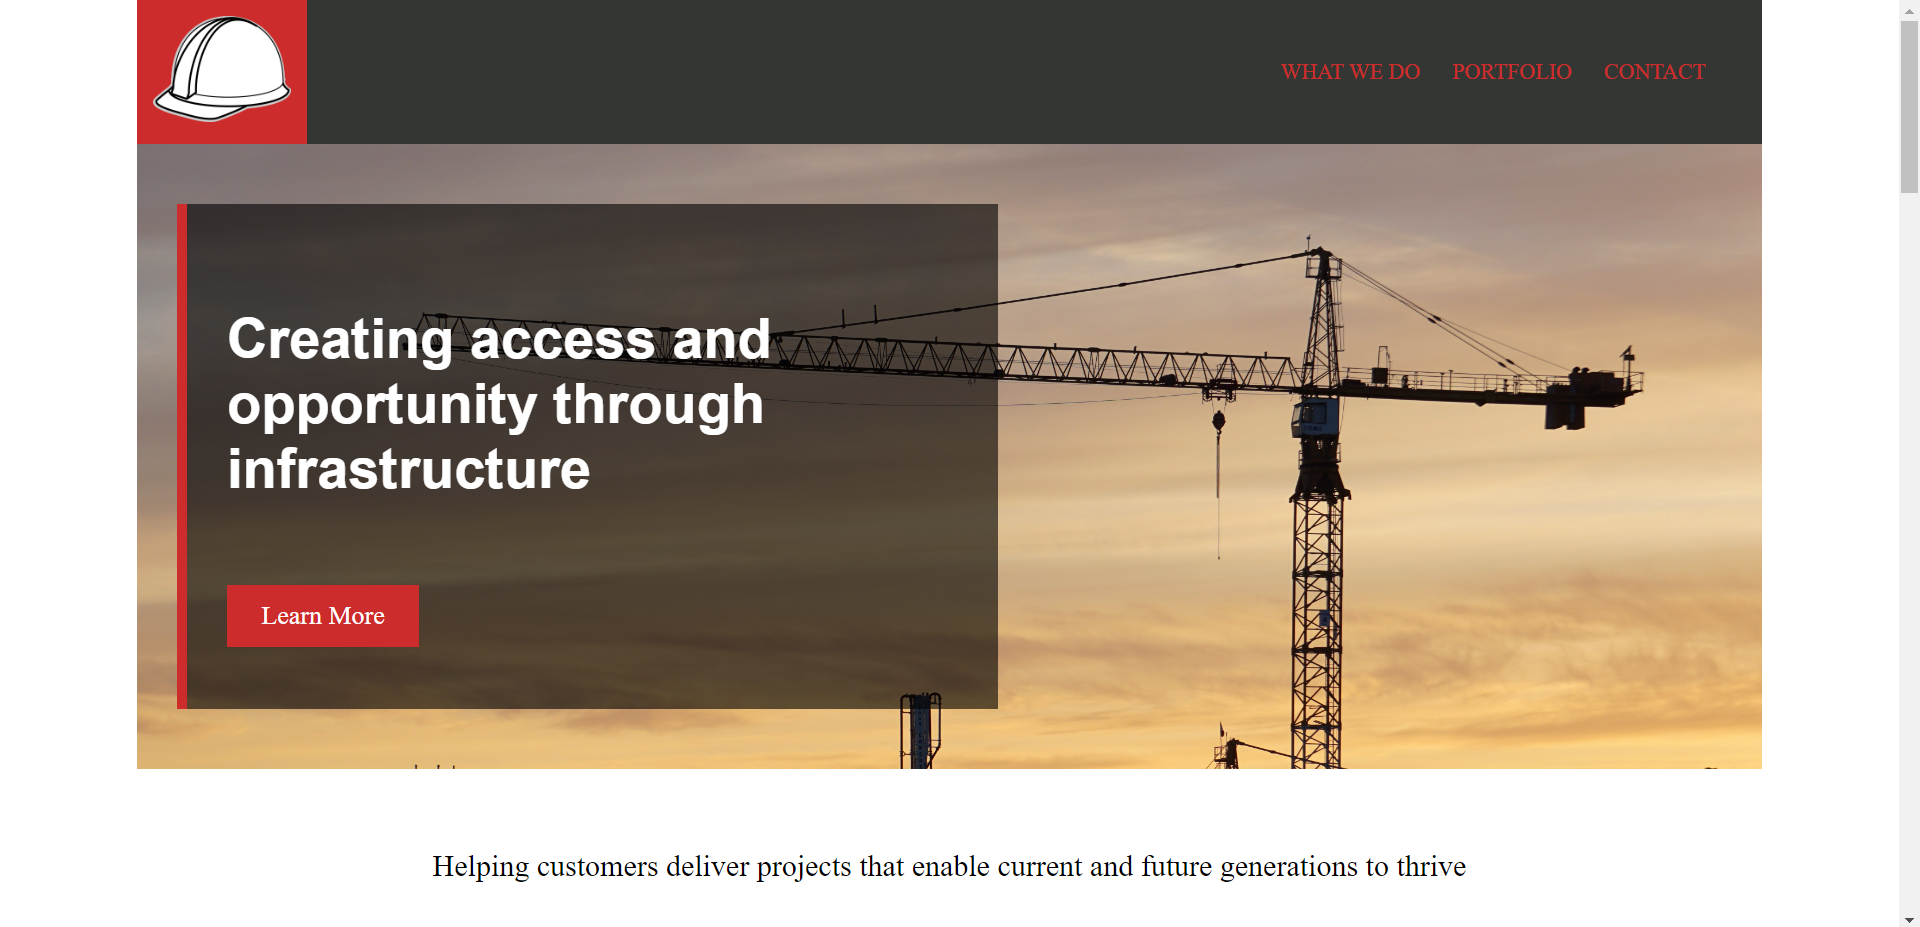 WHAT WE DO PORTFOLIO CONTACT
Creating access and
opportunity through
infrastructure
Learn More
Helping customers deliver projects that enable current and future generations to thrive